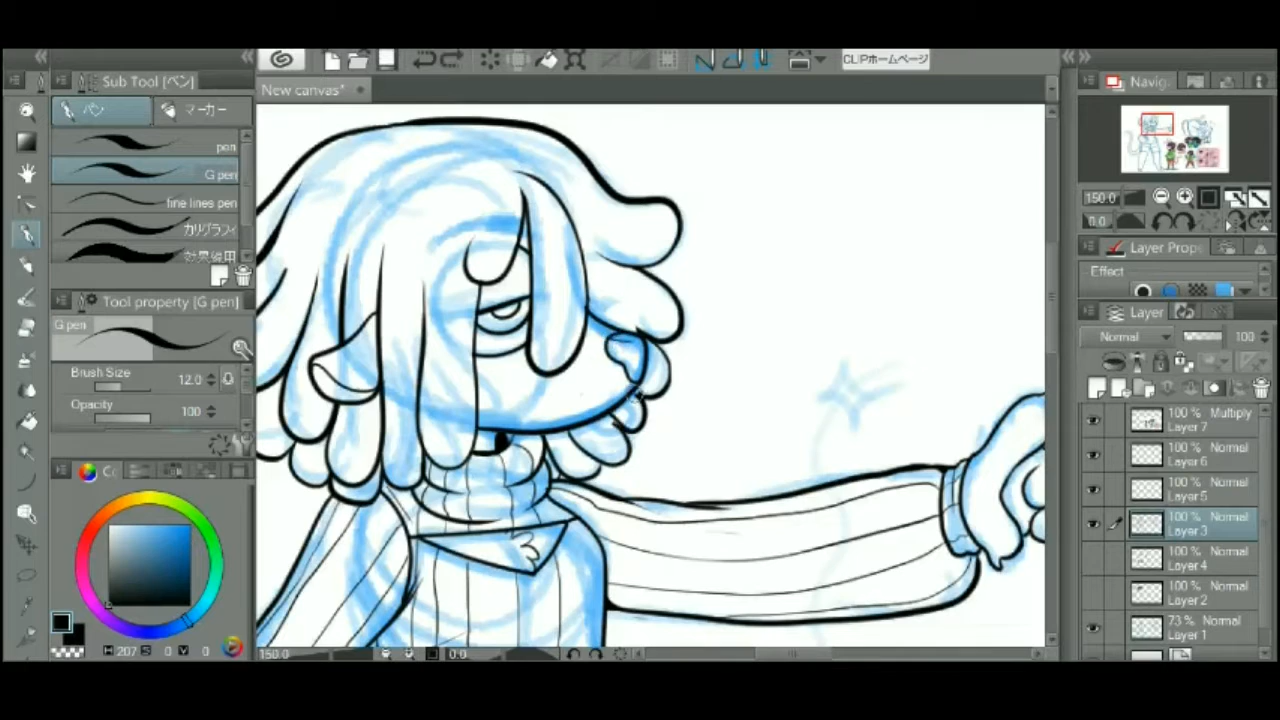 CLIPホームページ
Sub Tool [ペン]
New canvas*
Navig
ペン
マーカー
pen
G pen
fine lines pen
カリグラフィ
効果線用
150.0
0.0
Layer Prope
Effect
Tool property [G pen]
G pen
Brush Size
12.0
Opacity
100
Layer
Normal
100
100 % Multiply
Layer 7
100 % Normal
Layer 6
100 % Normal
Layer 5
100 % Normal
Layer 3
100 % Normal
Layer 4
100 % Normal
Layer 2
73 % Normal
Layer 1
Co
H 207 S 0 V 0
150.0
0.0